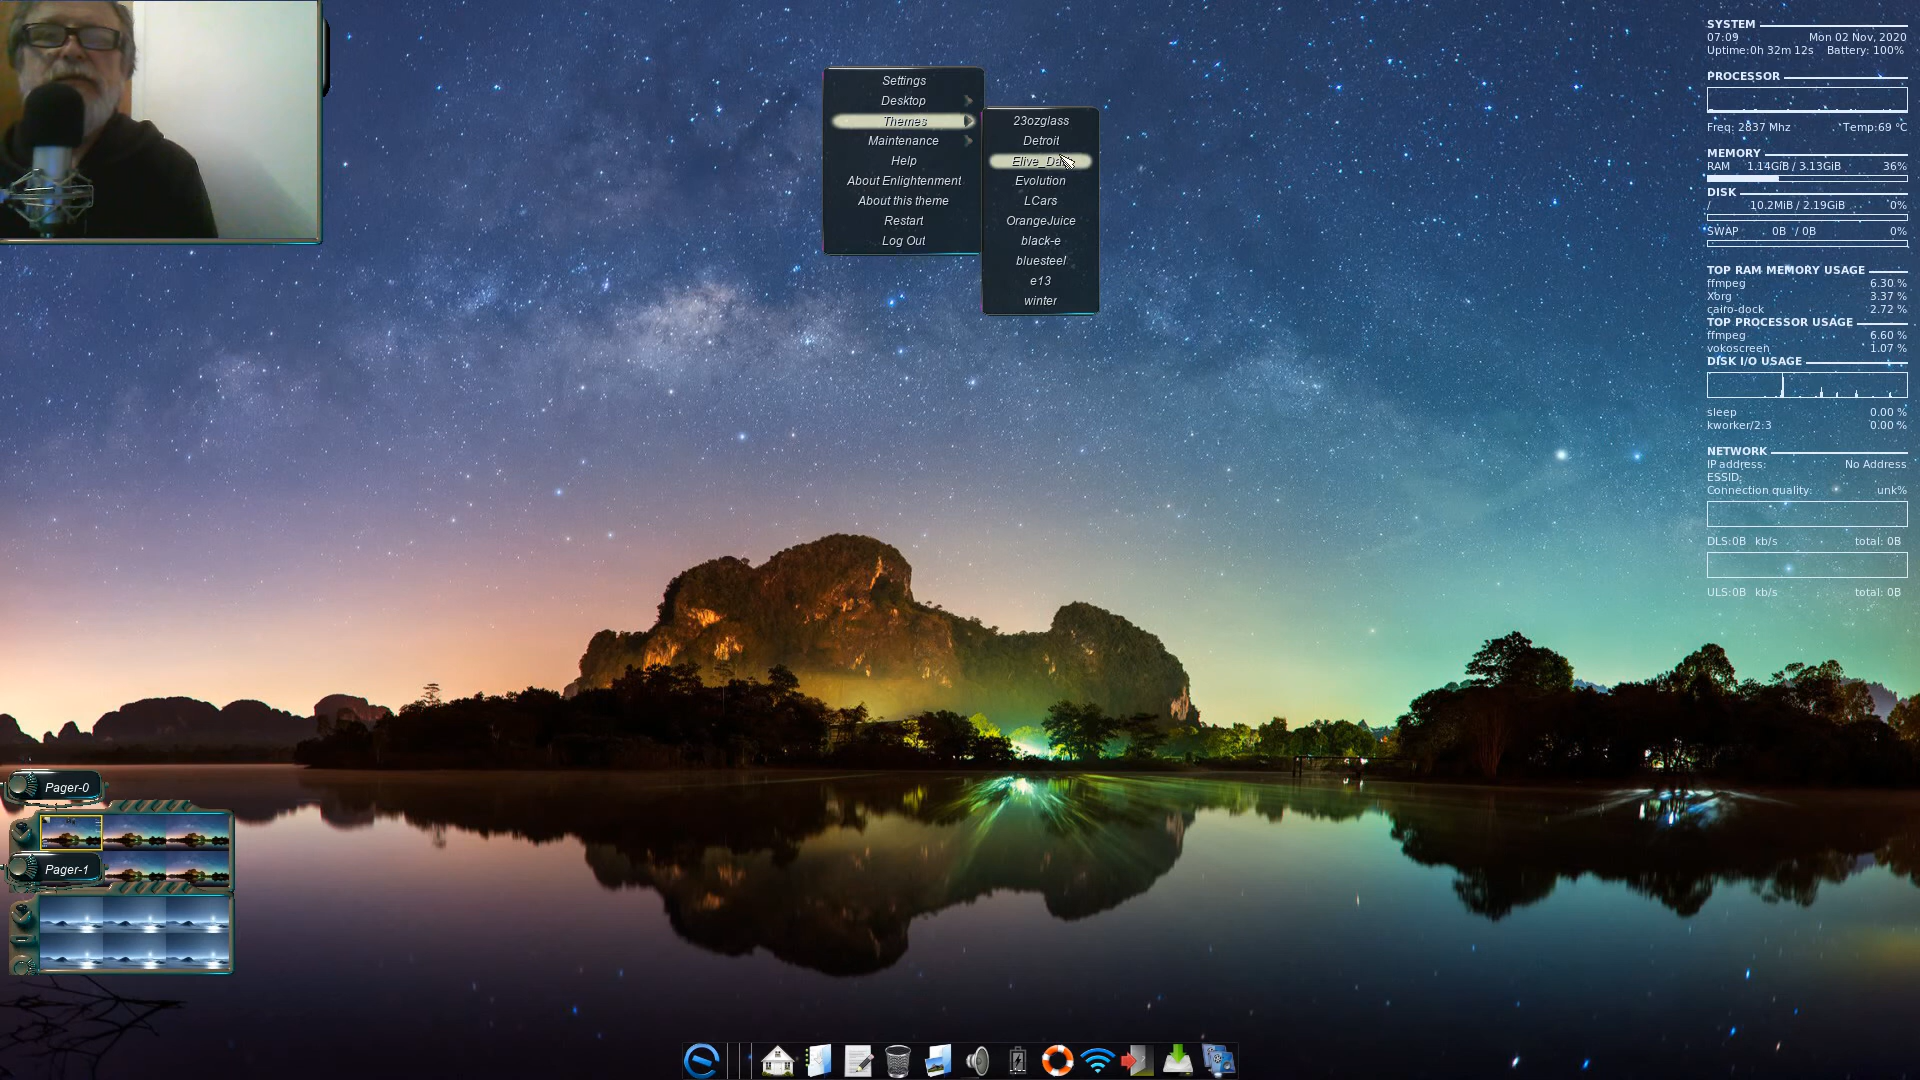 Settings
Desktop
Themes
Maintenance
Help
About Enlightenment
About this theme
Restart
Log Out
23ozglass
Detroit
Evolution
LCars
OrangeJuice
black-e
bluesteel
e13
winter
SYSTEM
07:09 Mon 02 Nov, 2020
Uptime:0h 32m 12s Battery: 100%
PROCESSOR
Freq: 2837 Mhz Temp:69 °C
MEMORY
RAM 1.14GiB / 3.13GiB 36%
DISK
/ 10.2MiB / 2.19GiB 0%
SWAP 0B / 0B 0%
TOP RAM MEMORY USAGE
ffmpeg 6.30 %
Xorg 3.37 %
cairo-dock 2.72 %
TOP PROCESSOR USAGE
ffmpeg 6.60 %
vokoscreen 1.07 %
DISK I/O USAGE
sleep 0.00 %
kworker/2:3 0.00 %
NETWORK
IP address: No Address
ESSID:
Connection quality: unk%
DLS:0B kb/s total: 0B
ULS:0B kb/s total: 0B
Pager-0
Pager-1